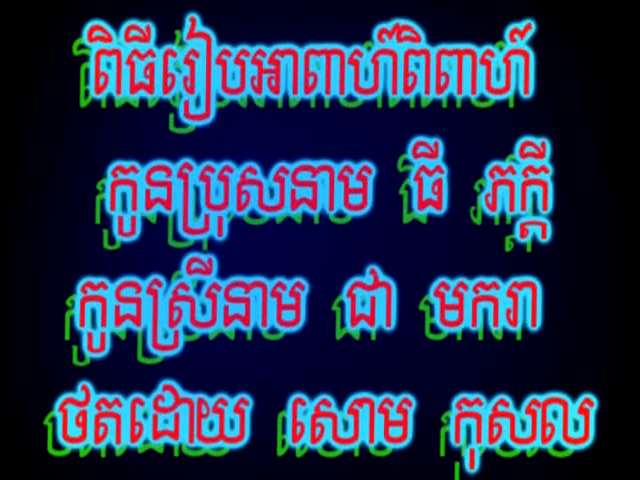 ពិធីរៀបអាពាហ៍ពិពាហ៍
កូនប្រុសនាម ធី ភក្ដី
កូនស្រីនាម ជា មករា
ថតដោយ សោម កុសល